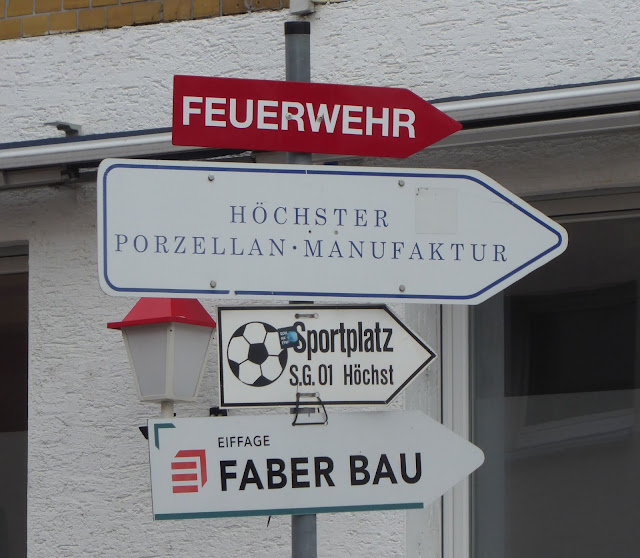 FEUERWEHR
HÖCHSTER
PORZELLAN·MANUFAKTUR
Sportplatz
S.G. 01 Höchst
EIFFAGE
FABER BAU